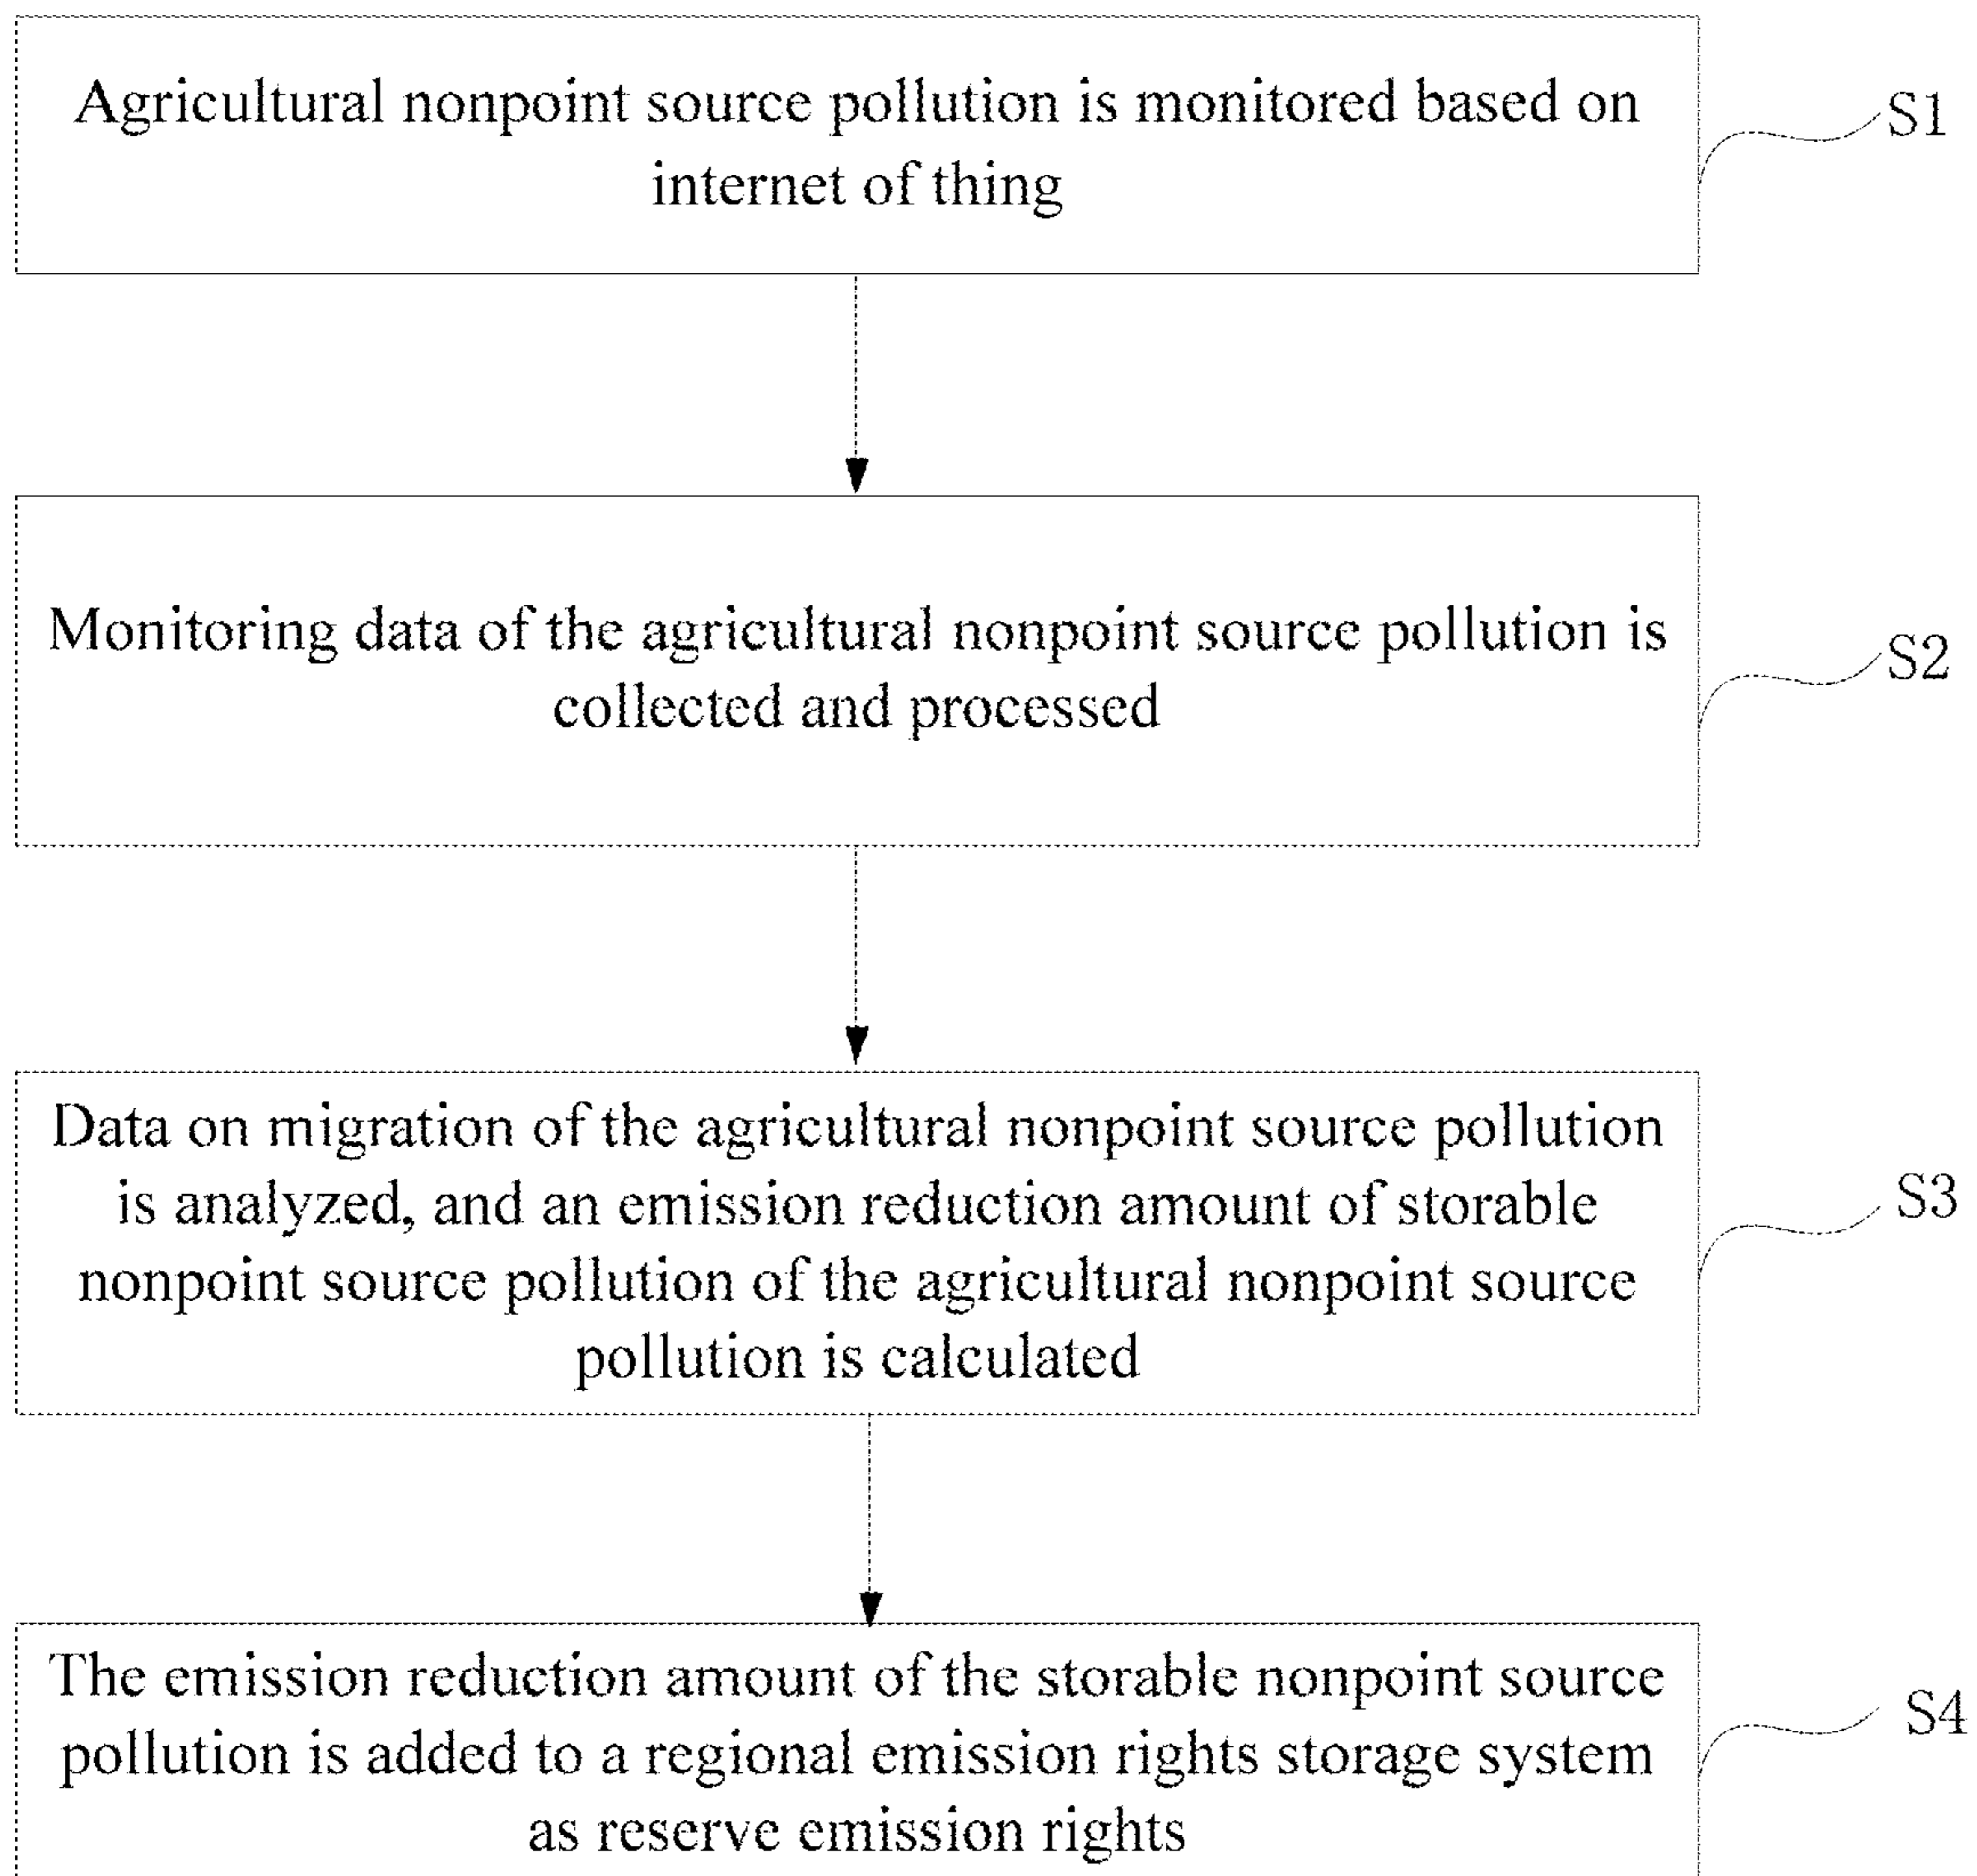 Agricultural nonpoint source pollution is monitored based on
internet of thing
S1
Monitoring data of the agricultural nonpoint source pollution is
collected and processed
S2
Data on migration of the agricultural nonpoint source pollution
is analyzed, and an emission reduction amount of storable
nonpoint source pollution of the agricultural nonpoint source
pollution is calculated
S3
The emission reduction amount of the storable nonpoint source
pollution is added to a regional emission rights storage system
as reserve emission rights
S4